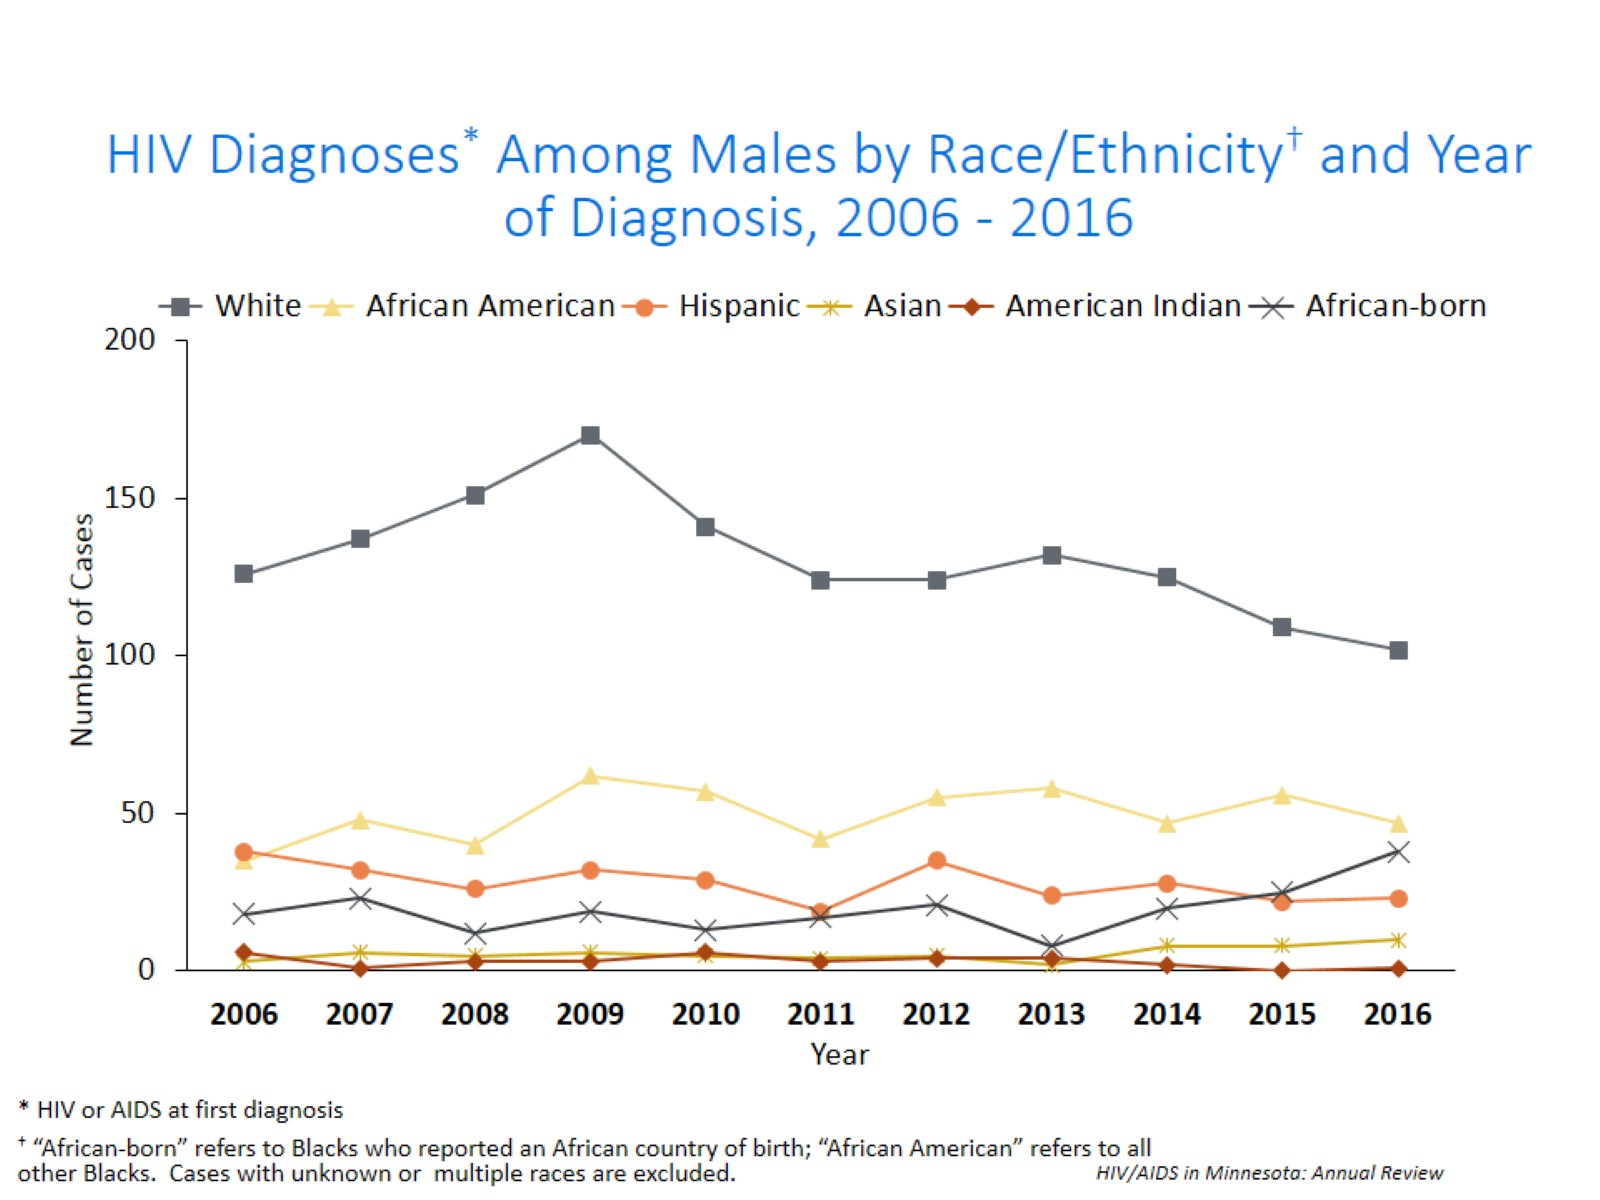 HIV Diagnoses* Among Males by Race/Ethnicity† and Year
of Diagnosis, 2006 - 2016
White African American Hispanic Asian American Indian African-born
200
150
100
50
0
Number of Cases
2006 2007 2008 2009 2010 2011 2012 2013 2014 2015 2016
Year
* HIV or AIDS at first diagnosis
† “African-born” refers to Blacks who reported an African country of birth; “African American” refers to all
other Blacks. Cases with unknown or multiple races are excluded.
HIV/AIDS in Minnesota: Annual Review